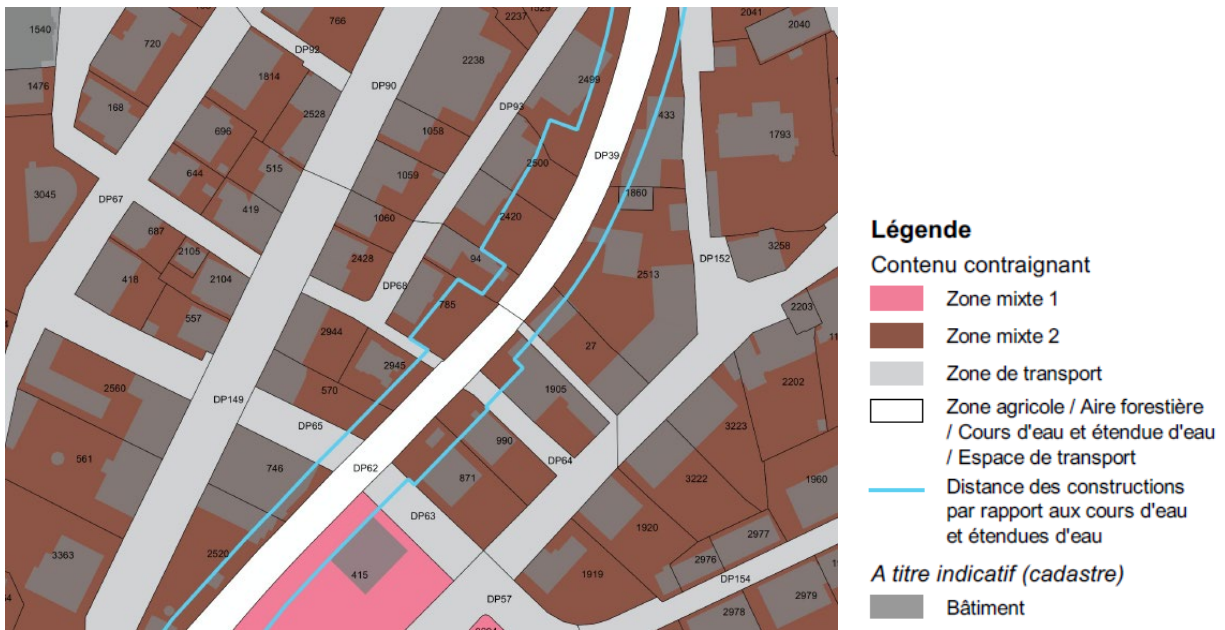 1540
766
2237
1529
2041
2040
720
DP92
2238
2499
1476
1814
DP90
168
2528
DP93
433
696
1058
1793
DP39
515
2500
644
1059
1860
3045
DP67
419
1060
2420
687
3258
2105
2428
94
DP152
418
2104
DP68
2513
785
2203
557
2944
27
2945
2202
2560
570
1905
DP149
DP65
3223
990
561
746
DP62
DP64
871
3222
1960
DP63
1920
2977
3363
2520
2976
415
1919
DP154
DP57
2979
2978
Légende
Contenu contraignant
Zone mixte 1
Zone mixte 2
Zone de transport
Zone agricole / Aire forestière
/ Cours d'eau et étendue d'eau
/ Espace de transport
Distance des constructions
par rapport aux cours d'eau
et étendues d'eau
A titre indicatif (cadastre)
Bâtiment